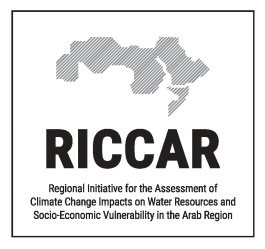 RICCAR
Regional Initiative for the Assessment of
Climate Change Impacts on Water Resources and
Socio-Economic Vulnerability in the Arab Region